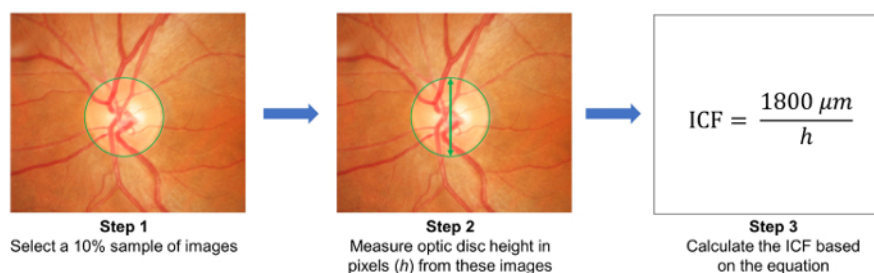 ICF = 1800 μm / h
Step 1
Select a 10% sample of images
Step 2
Measure optic disc height in
pixels (h) from these images
Step 3
Calculate the ICF based
on the equation